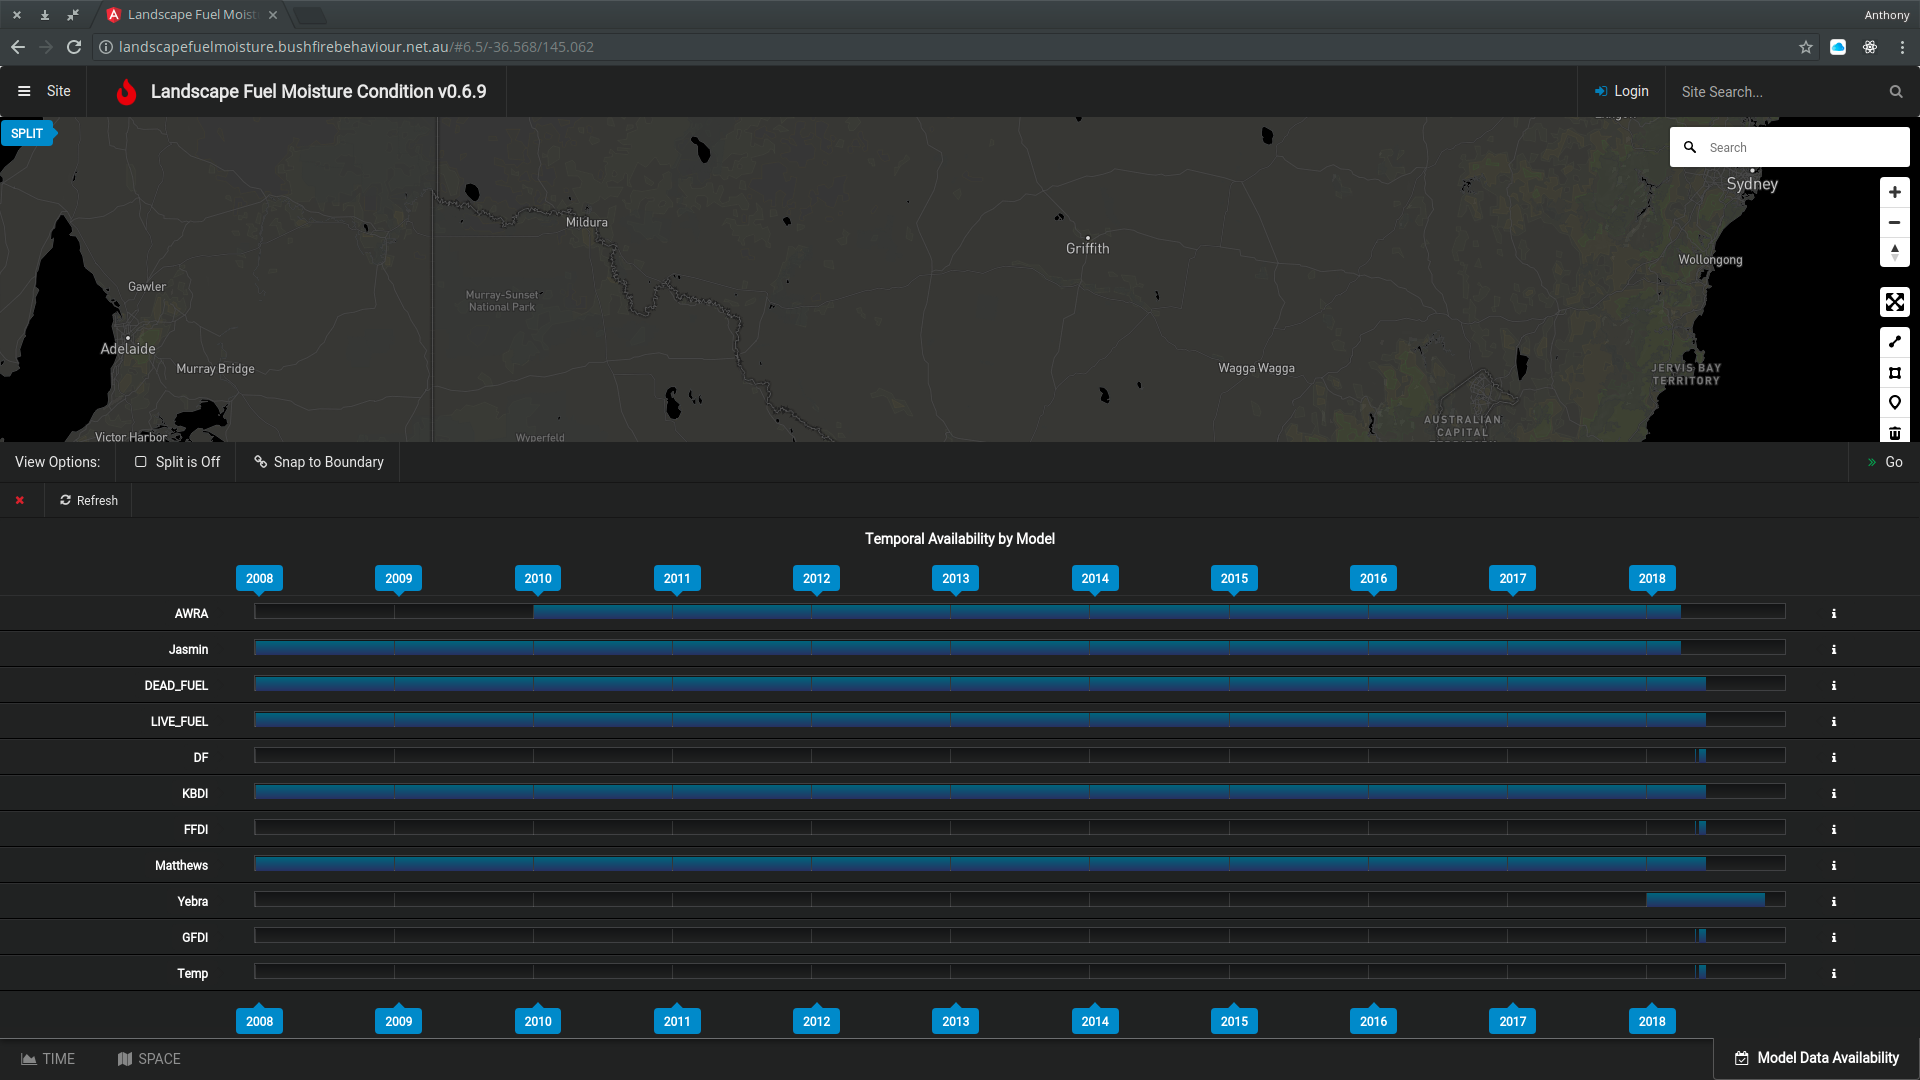 Landscape Fuel Moist
Anthony
landscapefuelmoisture.bushfirebehaviour.net.au/#6.5/-36.568/145.062
Site
Landscape Fuel Moisture Condition v0.6.9
Login
Site Search...
SPLIT
Search
Sydney
Mildura
Griffith
Wollongong
Gawler
Murray-Sunset
National Park
Adelaide
Murray Bridge
Wagga Wagga
JERVIS BAY
TERRITORY
AUSTRALIAN
CAPITAL
Victor Harbor
Wyperfeld
View Options:
Split is Off
Snap to Boundary
Go
Refresh
Temporal Availability by Model
2008 2009 2010 2011 2012 2013 2014 2015 2016 2017 2018
AWRA
Jasmin
DEAD_FUEL
LIVE_FUEL
DF
KBDI
FFDI
Matthews
Yebra
GFDI
Temp
2008 2009 2010 2011 2012 2013 2014 2015 2016 2017 2018
TIME
SPACE
Model Data Availability